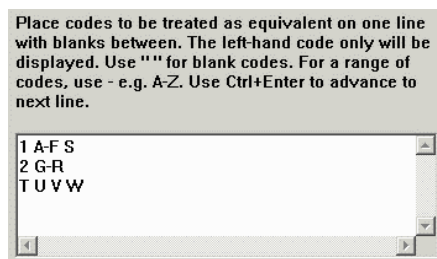 Place codes to be treated as equivalent on one line
with blanks between. The left-hand code only will be
displayed. Use " " for blank codes. For a range of
codes, use - e.g. A-Z. Use Ctrl+Enter to advance to
next line.
1 A-F S
2 G-R
T U V W